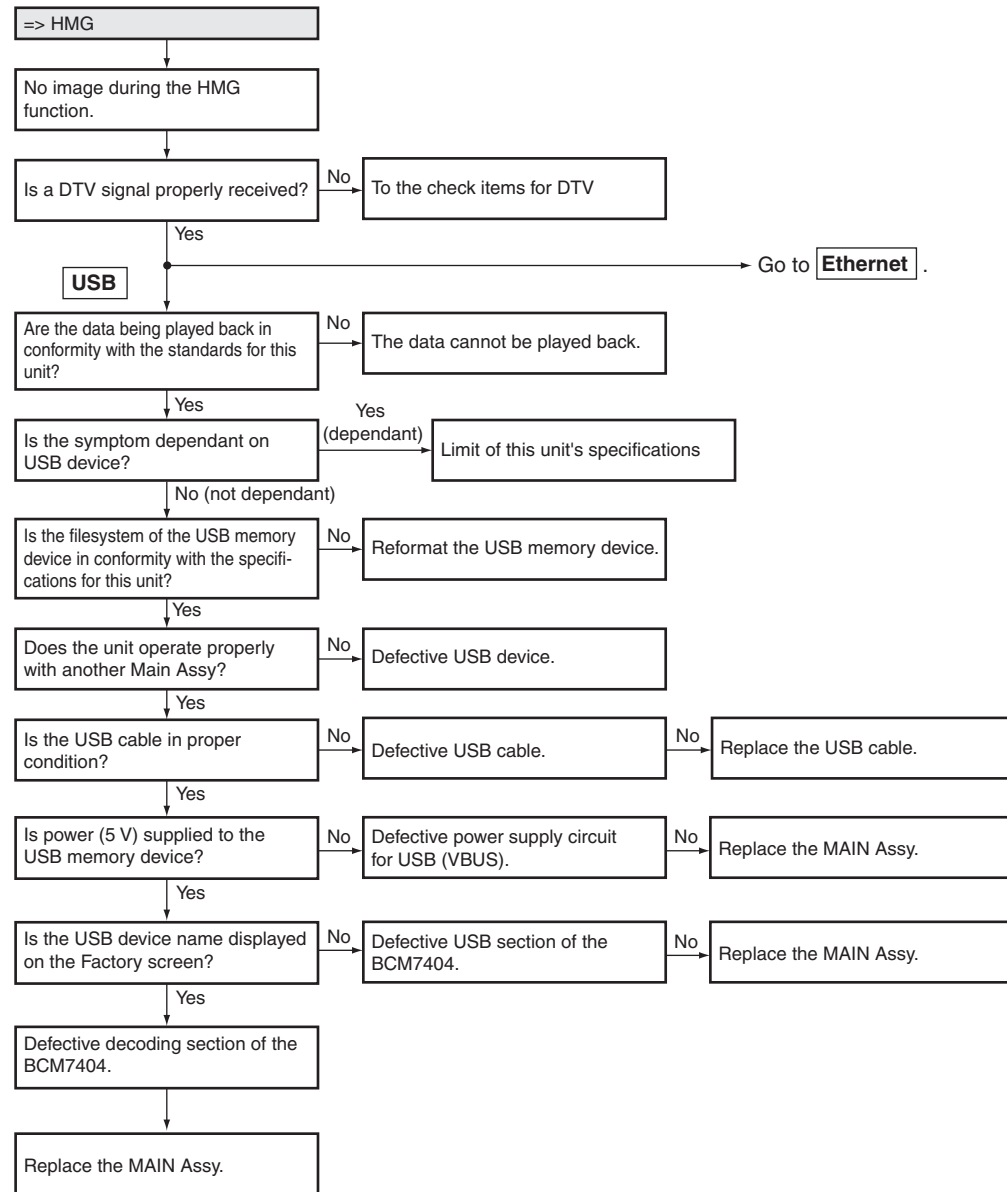 => HMG
No image during the HMG
function.
Is a DTV signal properly received?
No
To the check items for DTV
Yes
Go to Ethernet .
USB
Are the data being played back in
conformity with the standards for this
unit?
No
The data cannot be played back.
Yes
Is the symptom dependant on
USB device?
Yes
(dependant)
Limit of this unit's specifications
No (not dependant)
Is the filesystem of the USB memory
device in conformity with the specifi-
cations for this unit?
No
Reformat the USB memory device.
Yes
Does the unit operate properly
with another Main Assy?
No
Defective USB device.
Yes
Is the USB cable in proper
condition?
No
Defective USB cable.
No
Replace the USB cable.
Yes
Is power (5 V) supplied to the
USB memory device?
No
Defective power supply circuit
for USB (VBUS).
No
Replace the MAIN Assy.
Yes
Is the USB device name displayed
on the Factory screen?
No
Defective USB section of the
BCM7404.
No
Replace the MAIN Assy.
Yes
Defective decoding section of the
BCM7404.
Replace the MAIN Assy.